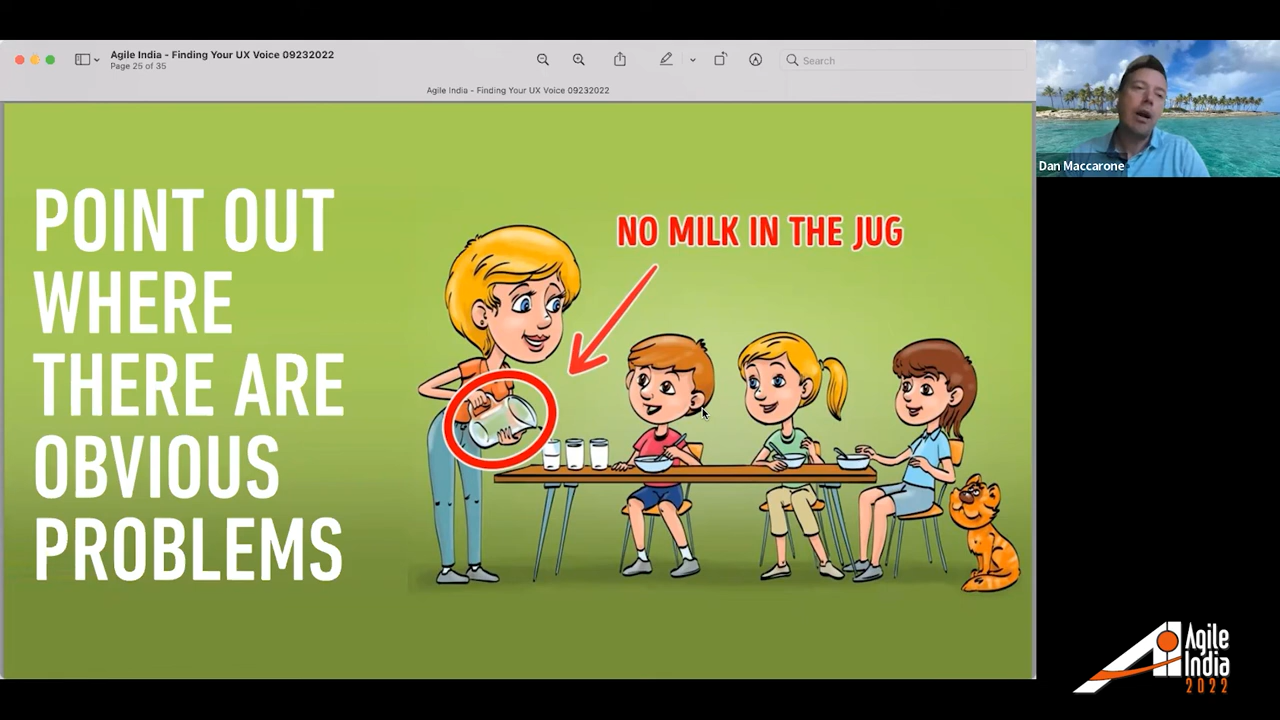 Agile India - Finding Your UX Voice 09232022
Page 25 of 35
Search
Agile India - Finding Your UX Voice 09232022
Dan Maccarone
POINT OUT
WHERE
THERE ARE
OBVIOUS
PROBLEMS
NO MILK IN THE JUG
Agile
India
2022